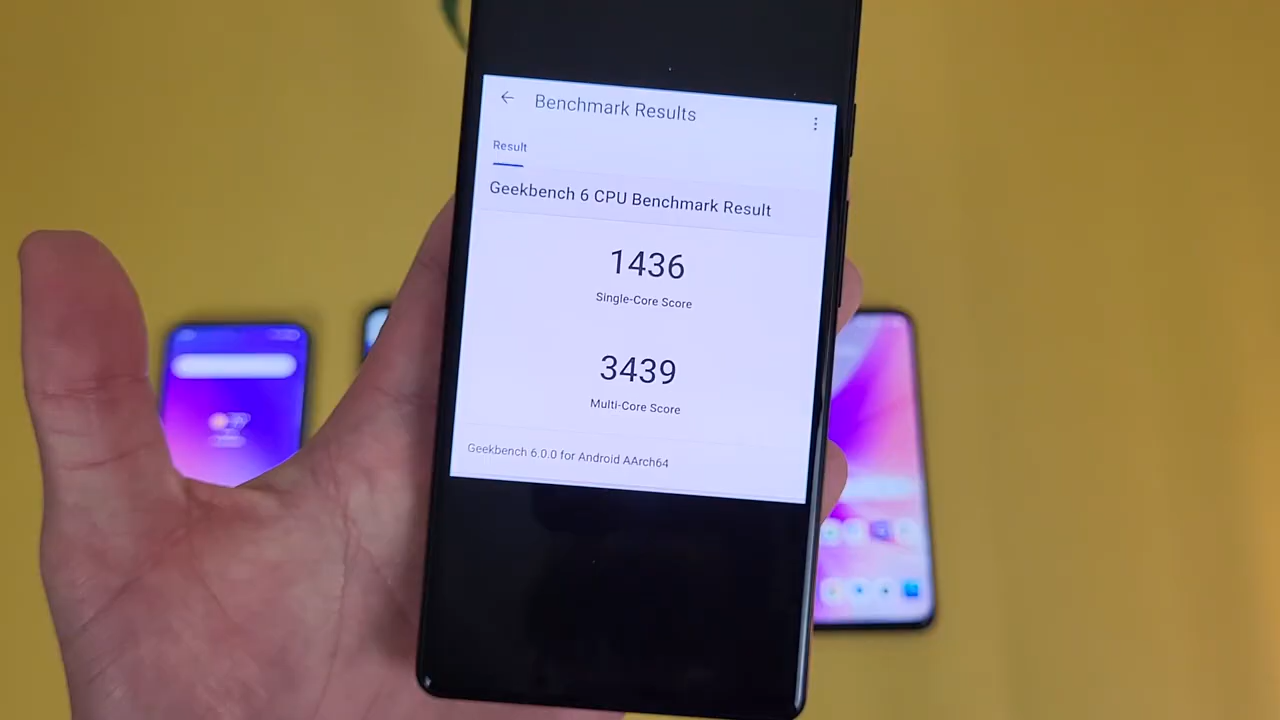 Benchmark Results
Result
Geekbench 6 CPU Benchmark Result
1436
Single-Core Score
3439
Multi-Core Score
Geekbench 6.0.0 for Android AArch64